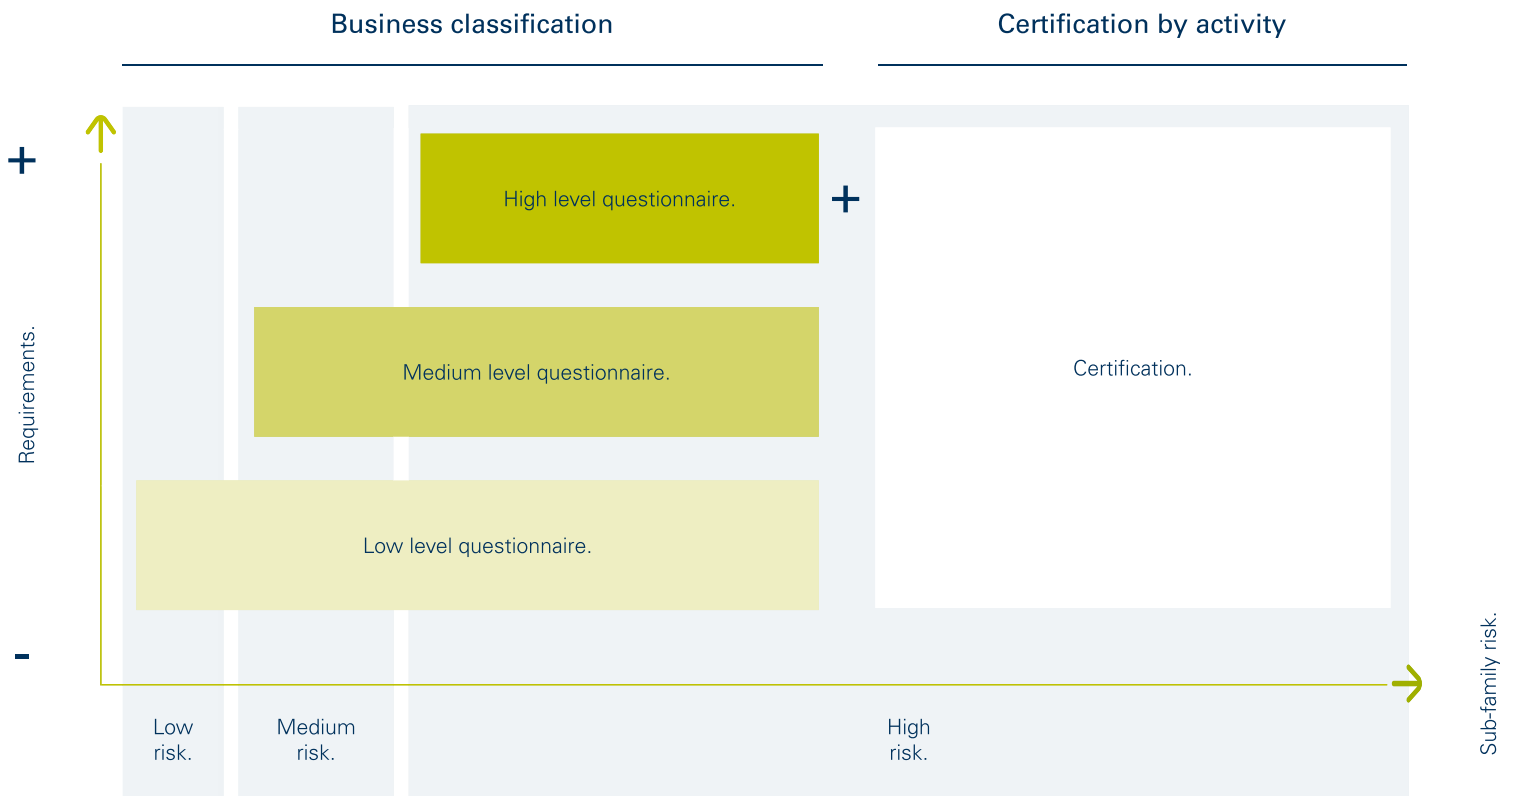 Business classification
Certification by activity
+
High level questionnaire.
+
Medium level questionnaire.
Certification.
Requirements.
Low level questionnaire.
-
Sub-family risk.
Low
risk.
Medium
risk.
High
risk.